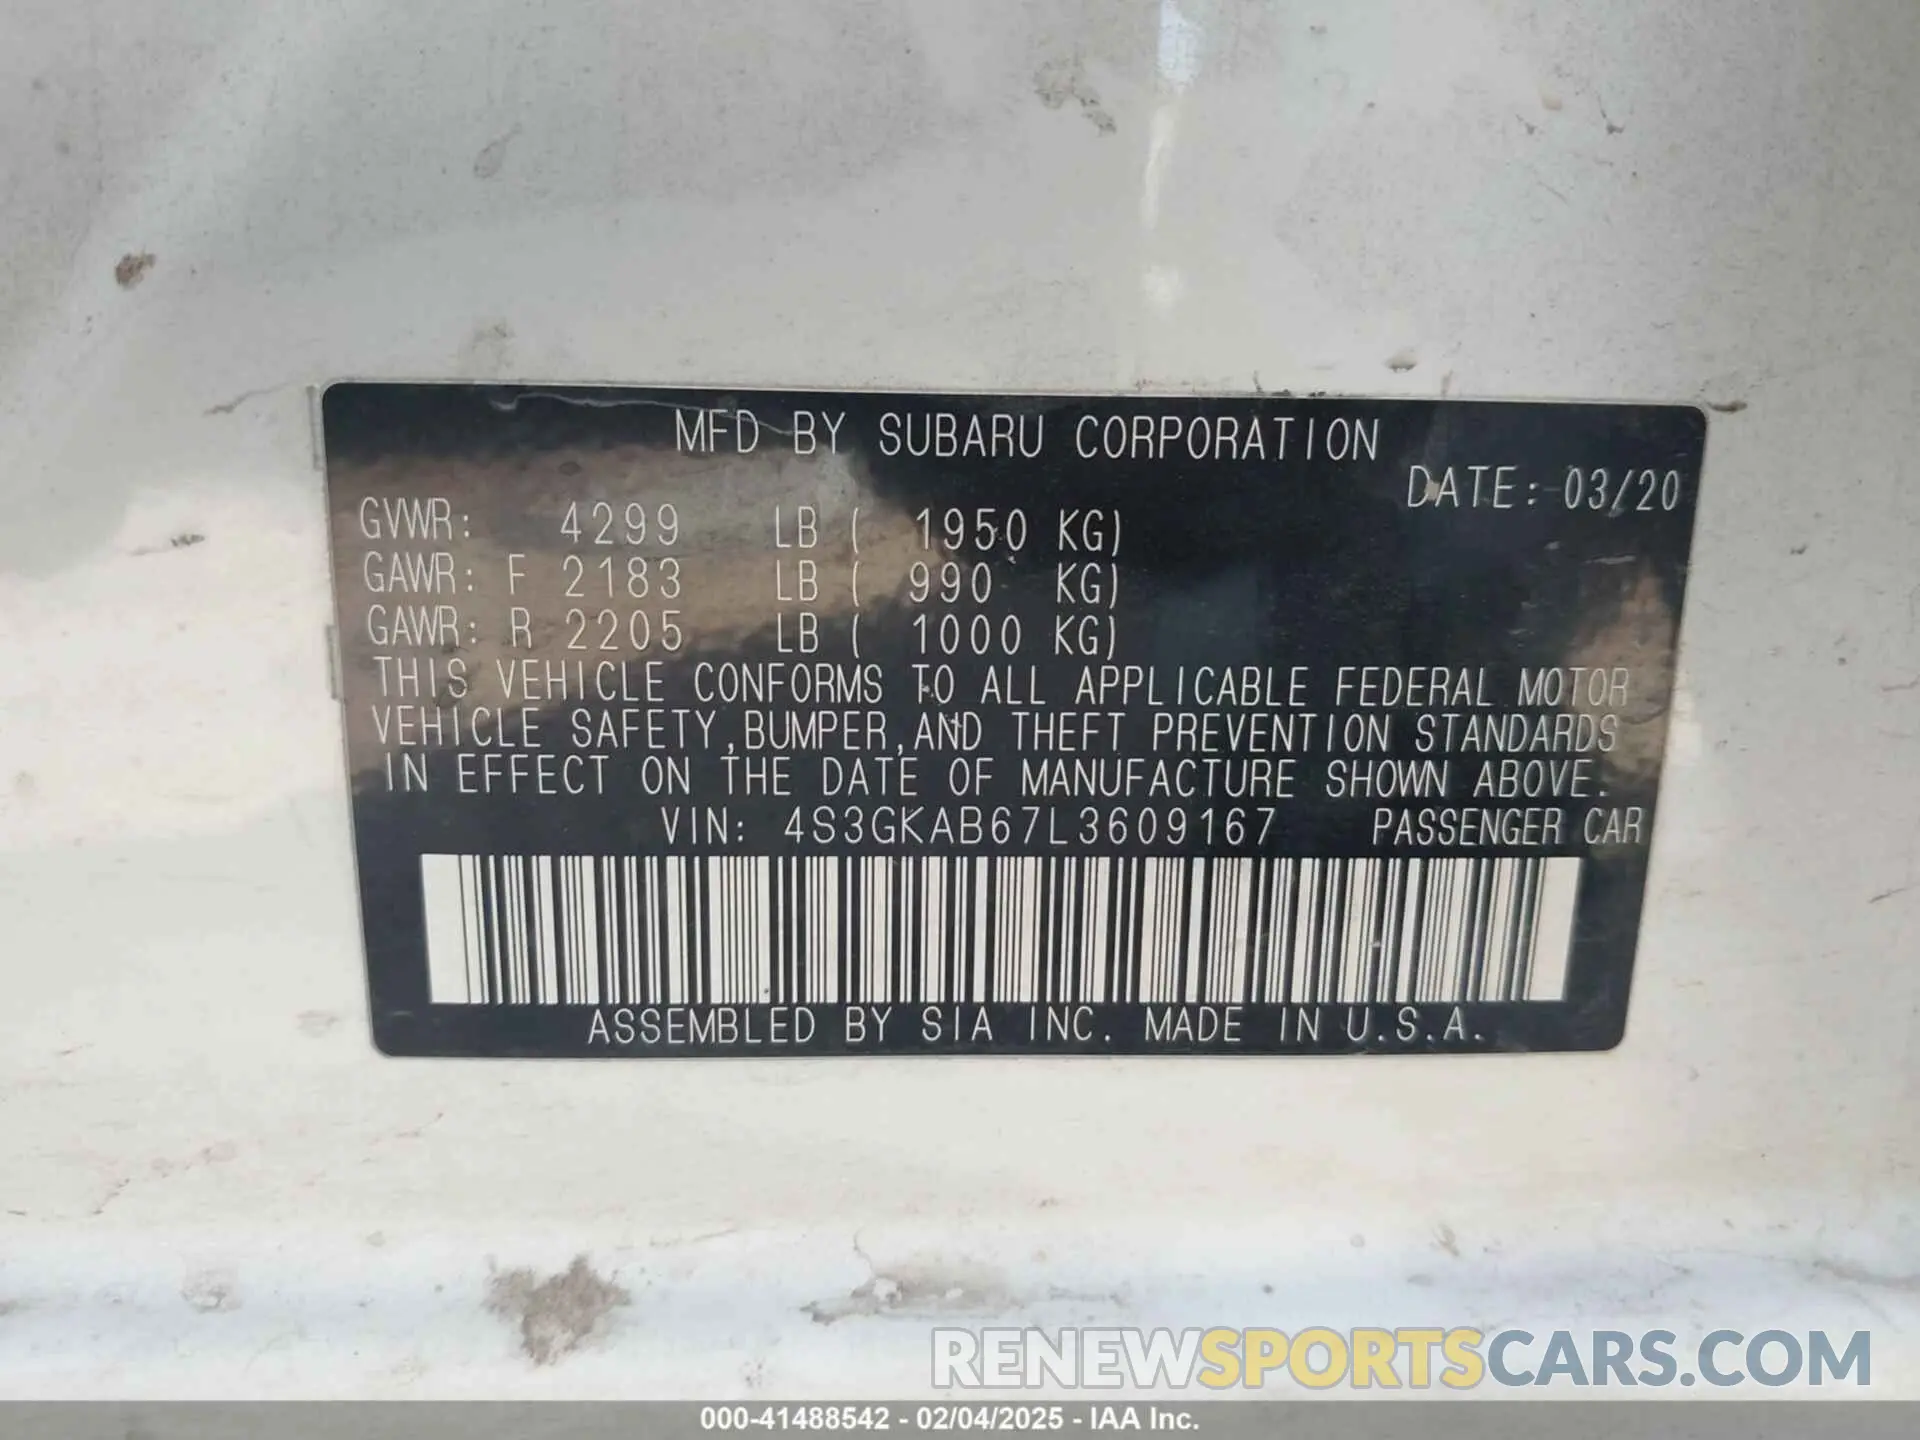 MFD BY SUBARU CORPORATION
DATE: 03/20
GVWR: 4299 LB ( 1950 KG)
GAWR: F 2183 LB ( 990 KG)
GAWR: R 2205 LB ( 1000 KG)
THIS VEHICLE CONFORMS TO ALL APPLICABLE FEDERAL MOTOR
VEHICLE SAFETY,BUMPER,AND THEFT PREVENTION STANDARDS
IN EFFECT ON THE DATE OF MANUFACTURE SHOWN ABOVE.
VIN: 4S3GKAB67L3609167 PASSENGER CAR
ASSEMBLED BY SIA INC. MADE IN U.S.A.
RENEWSPORTSCARS.COM
000-41488542 - 02/04/2025 - IAA Inc.